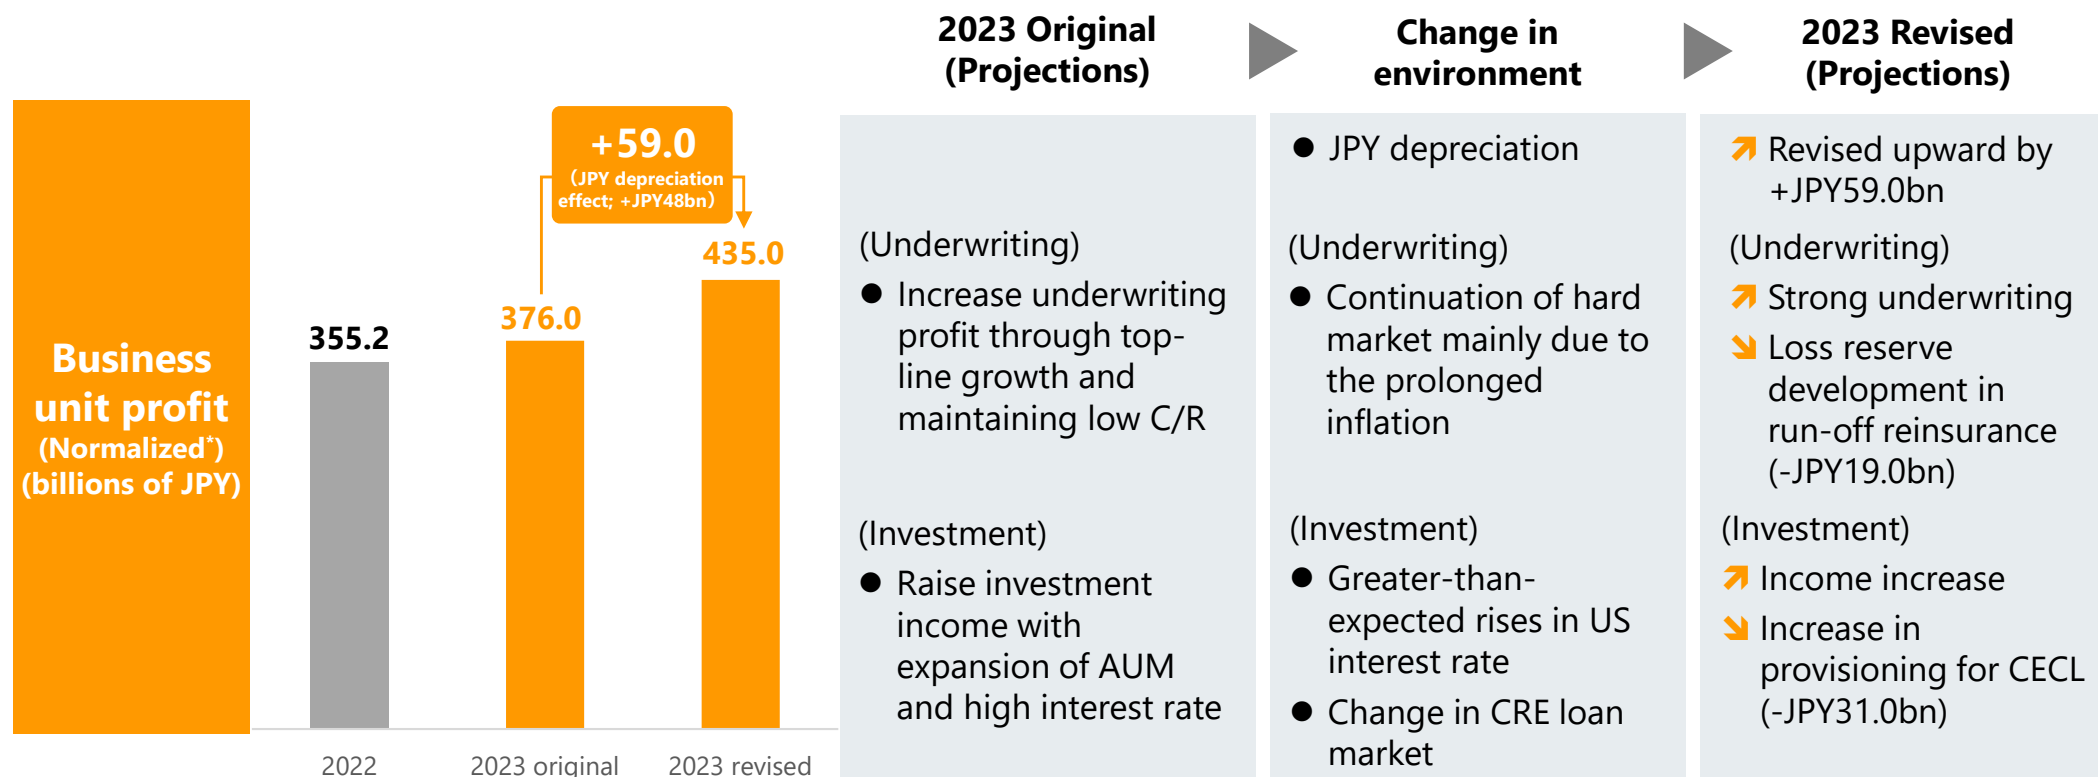 Business
unit profit
(Normalized*)
(billions of JPY)
+59.0
（JPY depreciation
effect; +JPY48bn）
355.2
376.0
435.0
2022
2023 original
2023 revised
2023 Original
(Projections)
(Underwriting)
● Increase underwriting
profit through top-
line growth and
maintaining low C/R
(Investment)
● Raise investment
income with
expansion of AUM
and high interest rate
Change in
environment
● JPY depreciation
(Underwriting)
● Continuation of hard
market mainly due to
the prolonged
inflation
(Investment)
● Greater-than-
expected rises in US
interest rate
● Change in CRE loan
market
2023 Revised
(Projections)
Revised upward by
+JPY59.0bn
(Underwriting)
Strong underwriting
Loss reserve
development in
run-off reinsurance
(-JPY19.0bn)
(Investment)
Income increase
Increase in
provisioning for CECL
(-JPY31.0bn)